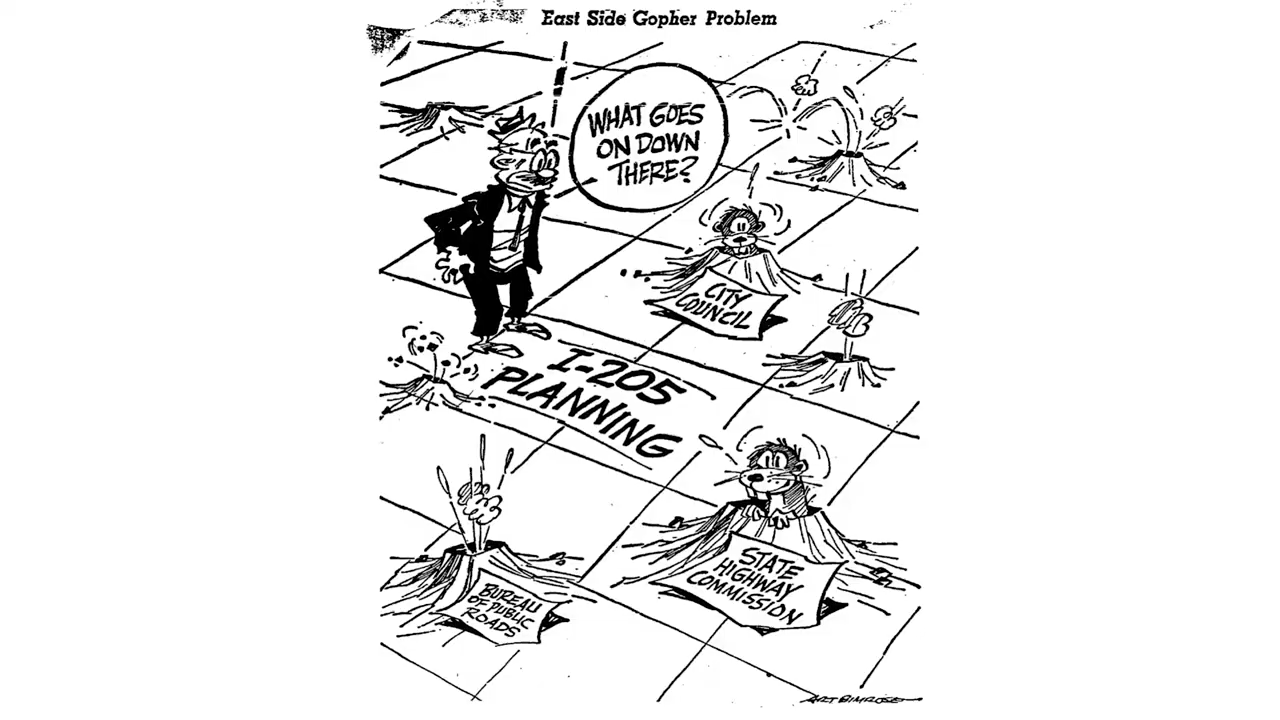 East Side Gopher Problem
WHAT GOES
ON DOWN
THERE?
CITY
COUNCIL
I-205
PLANNING
STATE
HIGHWAY
COMMISSION
BUREAU
OF PUBLIC
ROADS
ART BIMROSE